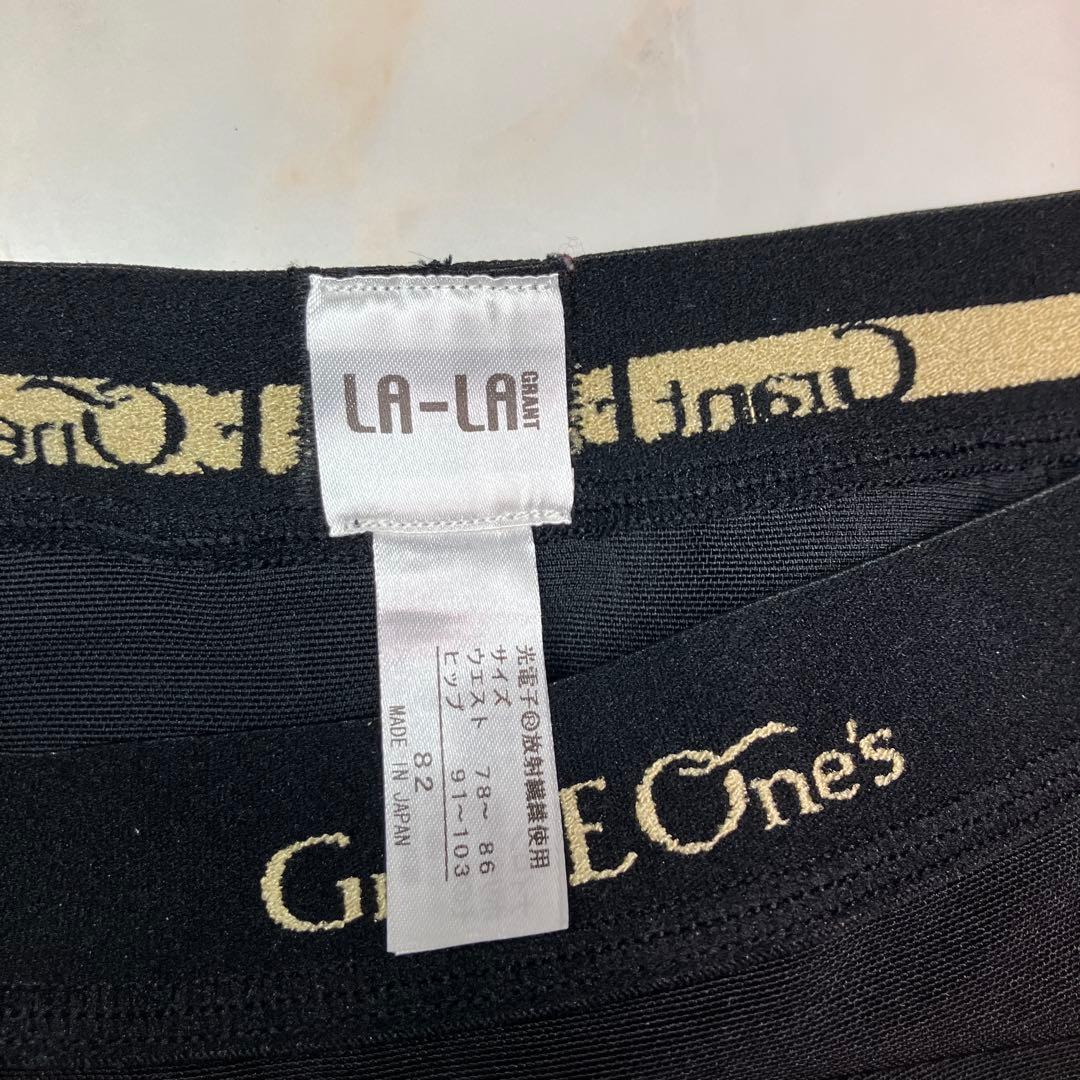 LA-LA
GRYANT
光電子®放射繊維使用
サイズ
ウエスト 78～ 86
ヒップ 91～103
82
MADE IN JAPAN
Grant
E One's